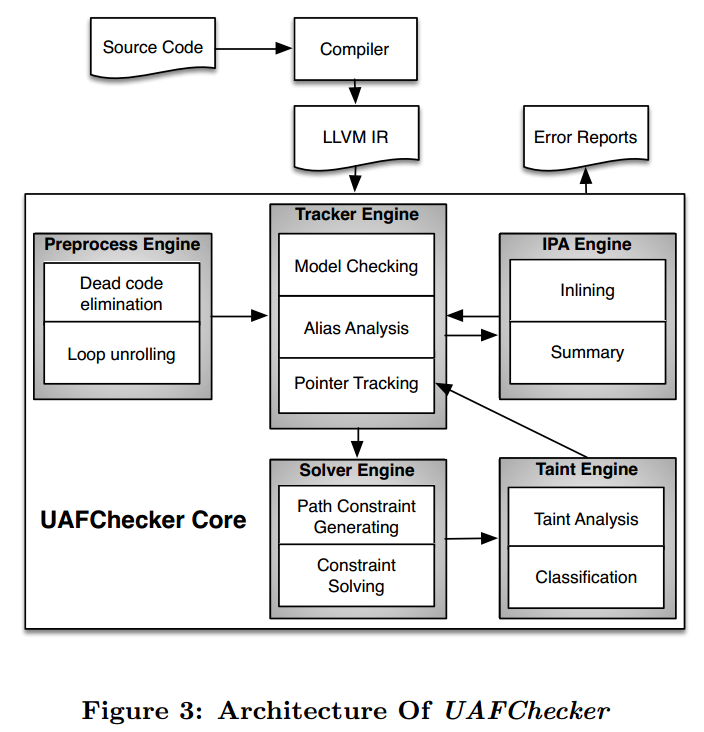 Source Code
Compiler
LLVM IR
Error Reports
Tracker Engine
Model Checking
Alias Analysis
Pointer Tracking
Preprocess Engine
Dead code
elimination
Loop unrolling
IPA Engine
Inlining
Summary
Solver Engine
Path Constraint
Generating
Constraint
Solving
Taint Engine
Taint Analysis
Classification
UAFChecker Core
Figure 3: Architecture Of UAFChecker